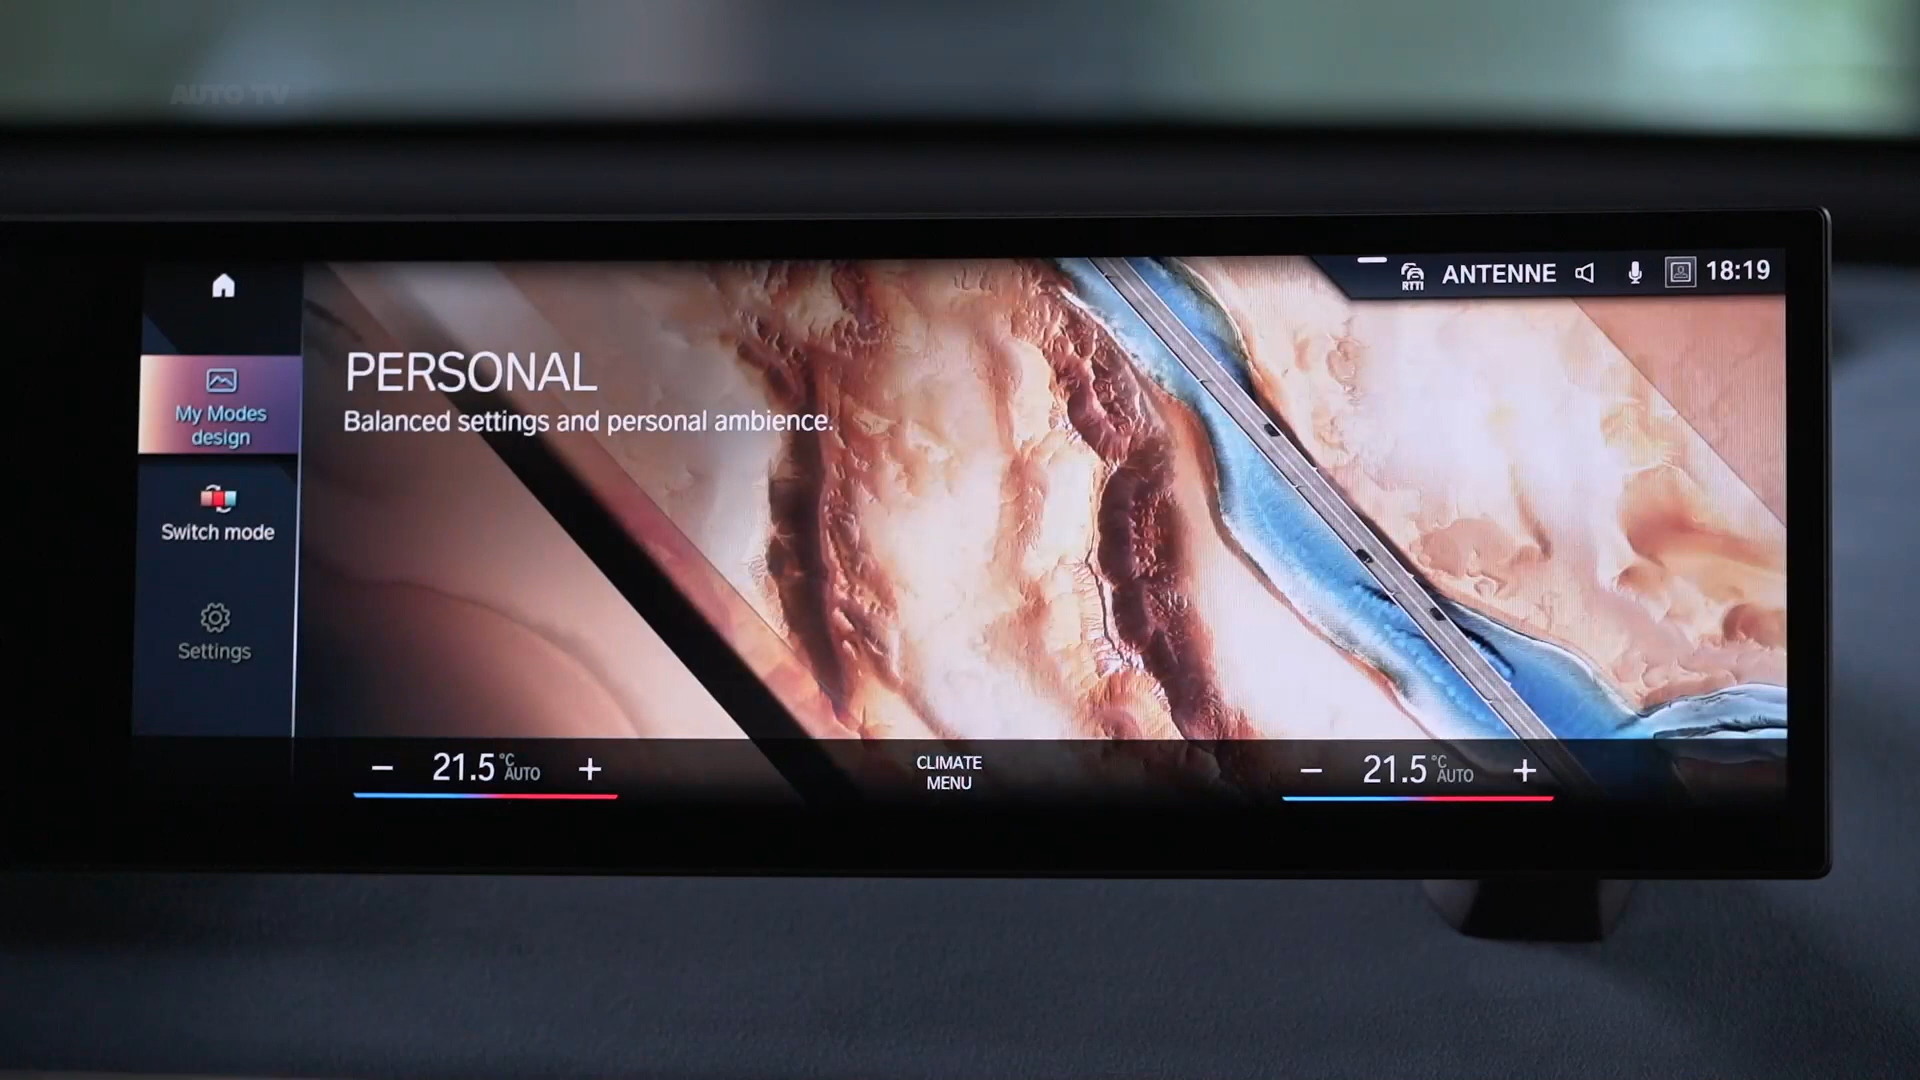 AUTO TV
RTTI ANTENNE 18:19
My Modes
design
Switch mode
Settings
PERSONAL
Balanced settings and personal ambience.
− 21.5 °C AUTO +
CLIMATE
MENU
− 21.5 °C AUTO +